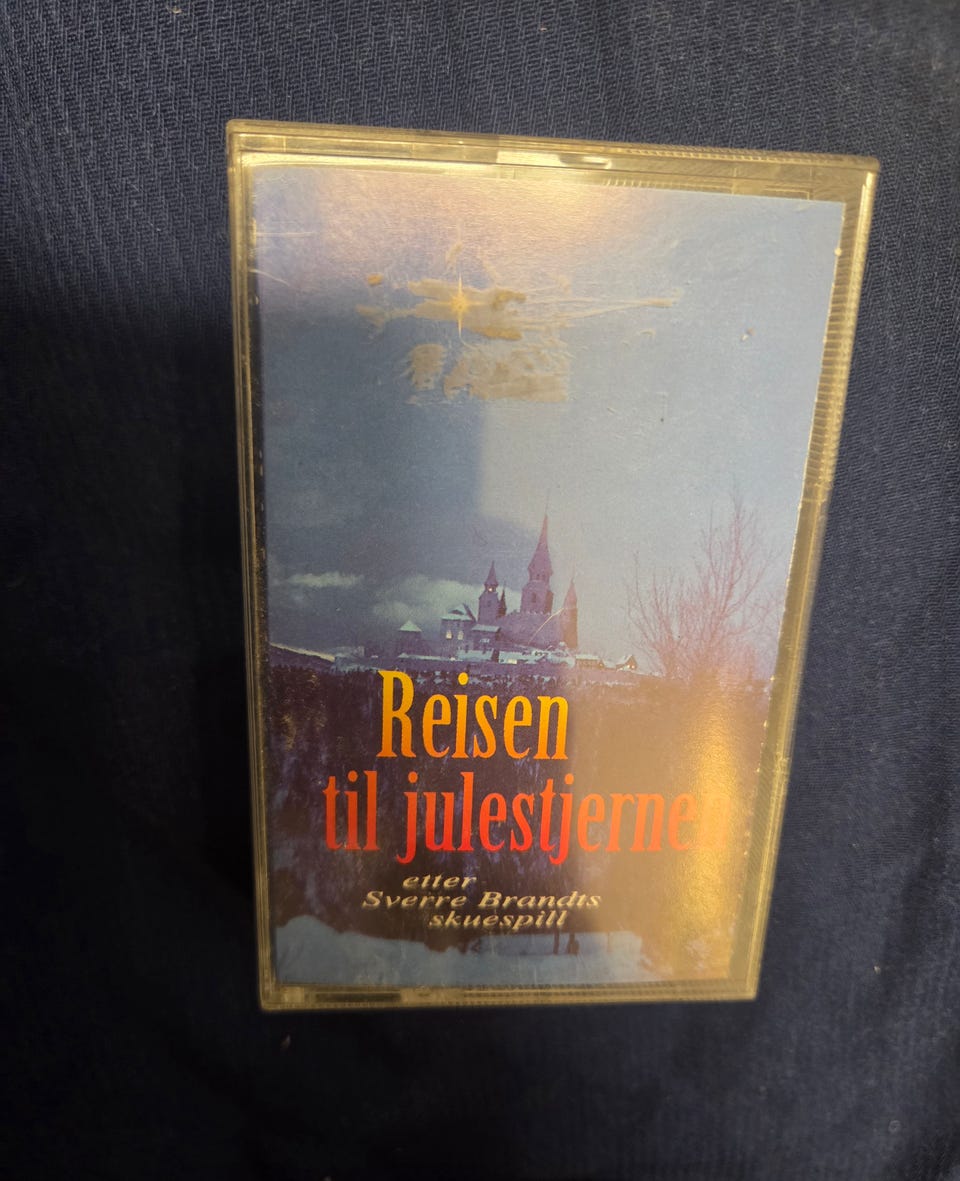 Reisen
til julestjernen
etter
Sverre Brandts
skuespill